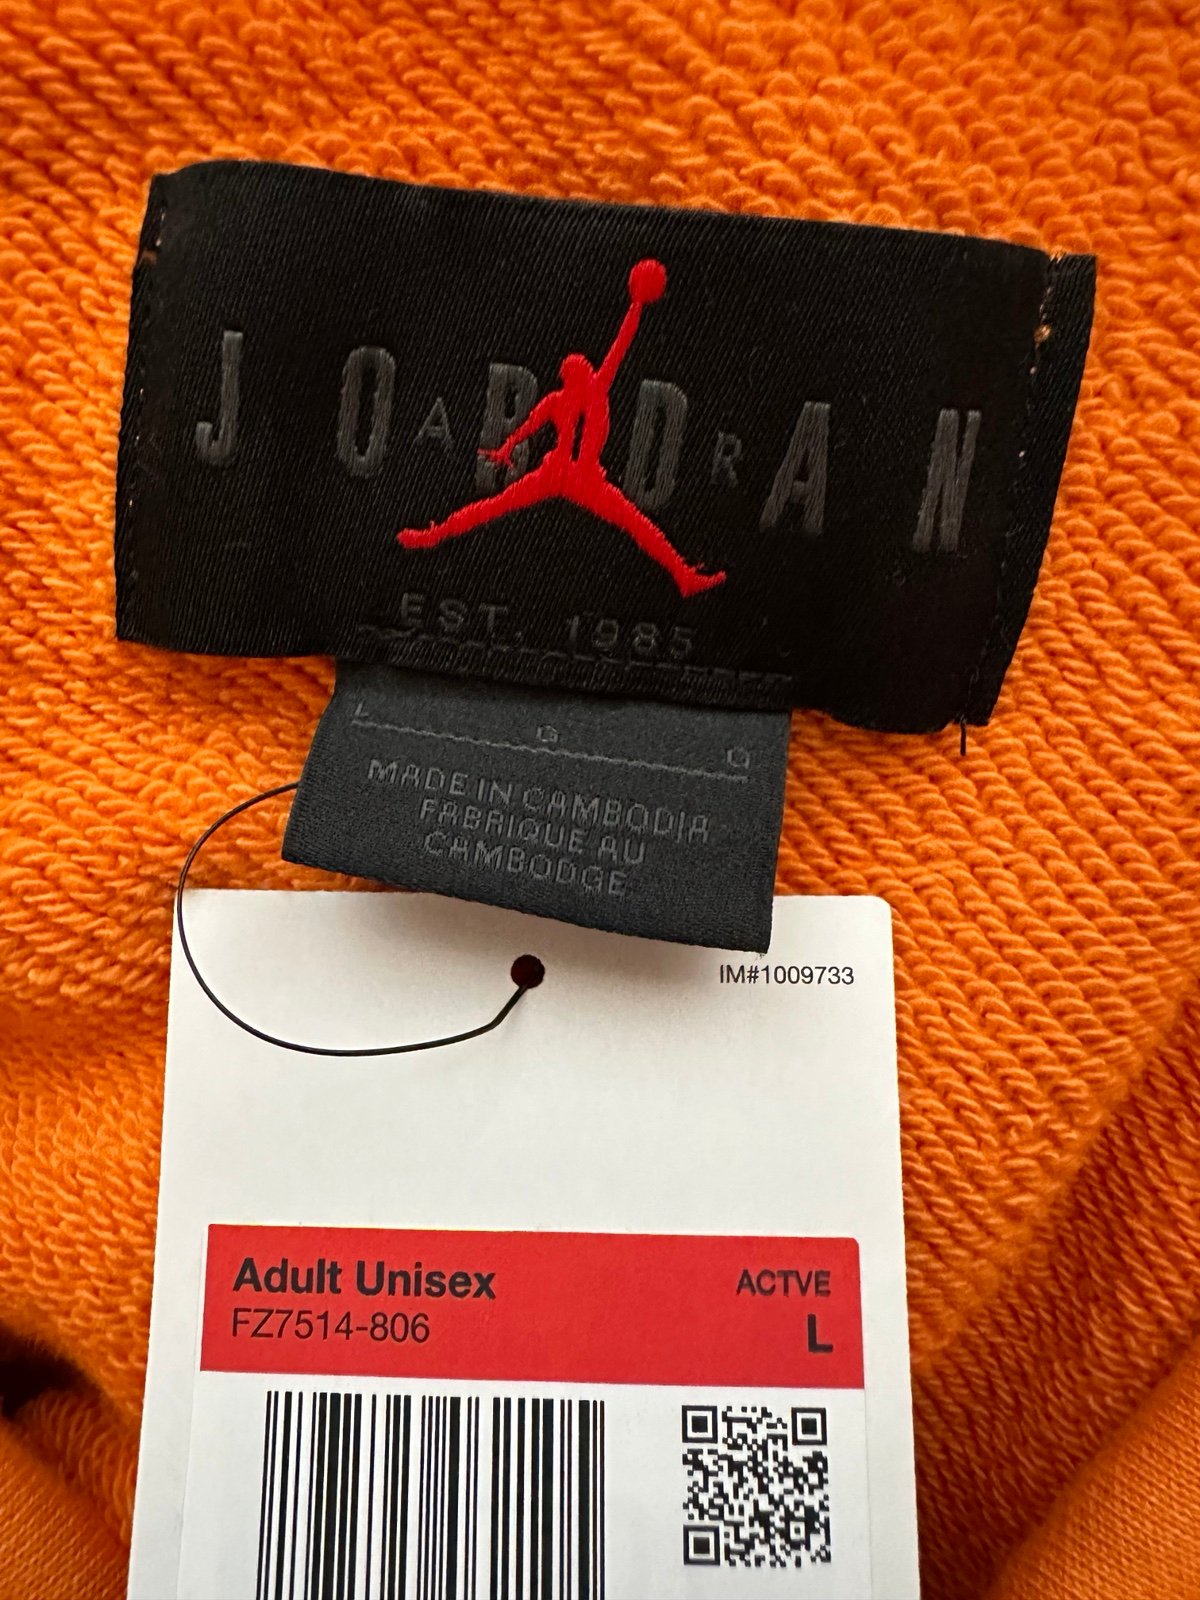 JORDAN
AIR
EST. 1985
L G G
MADE IN CAMBODIA
FABRIQUE AU
CAMBODGE
IM#1009733
Adult Unisex ACTVE
FZ7514-806 L